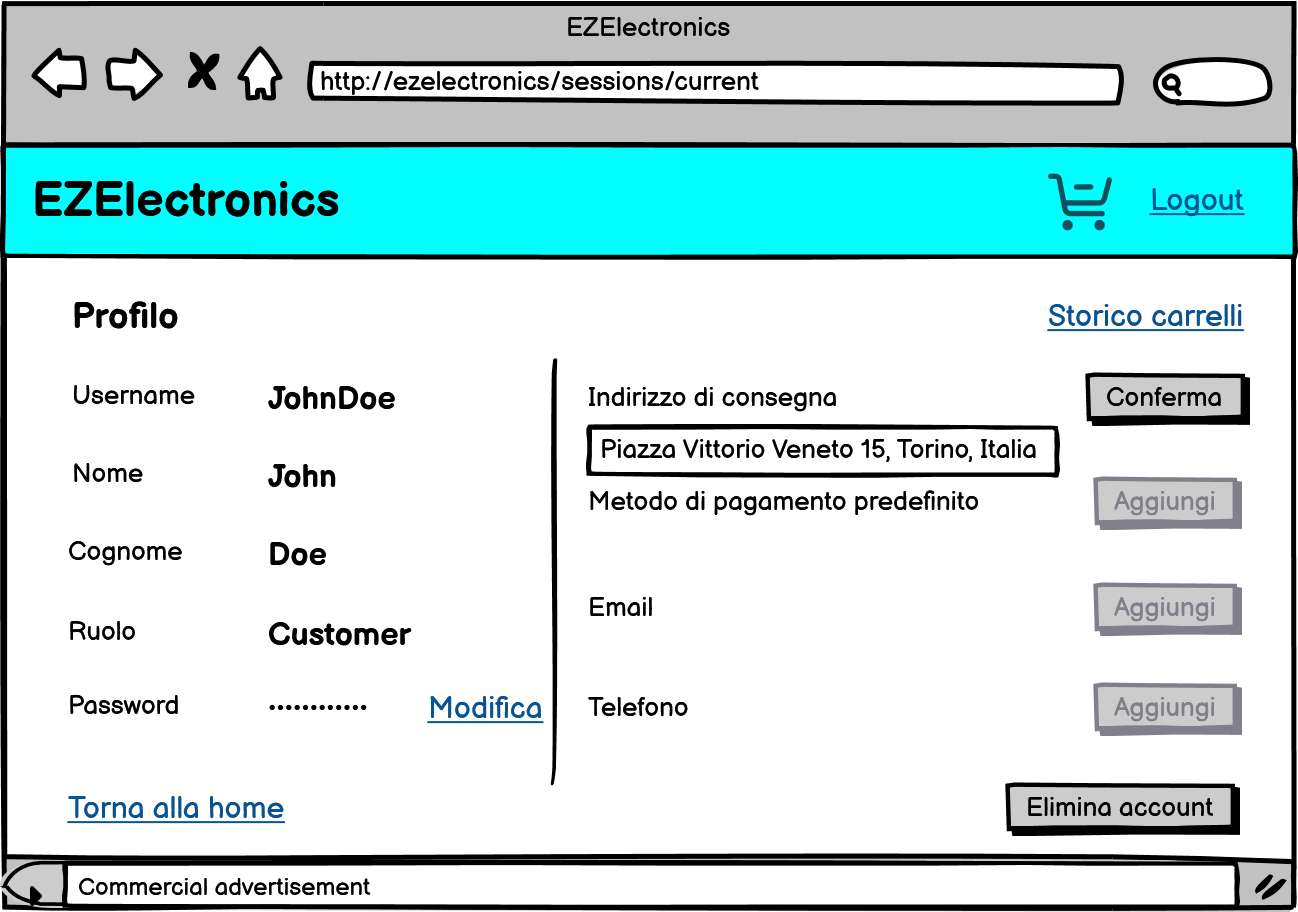 EZElectronics
http://ezelectronics/sessions/current
EZElectronics
Logout
Profilo
Storico carrelli
Username
JohnDoe
Nome
John
Cognome
Doe
Ruolo
Customer
Password
••••••••••••
Modifica
Indirizzo di consegna
Conferma
Piazza Vittorio Veneto 15, Torino, Italia
Metodo di pagamento predefinito
Aggiungi
Email
Aggiungi
Telefono
Aggiungi
Torna alla home
Elimina account
Commercial advertisement